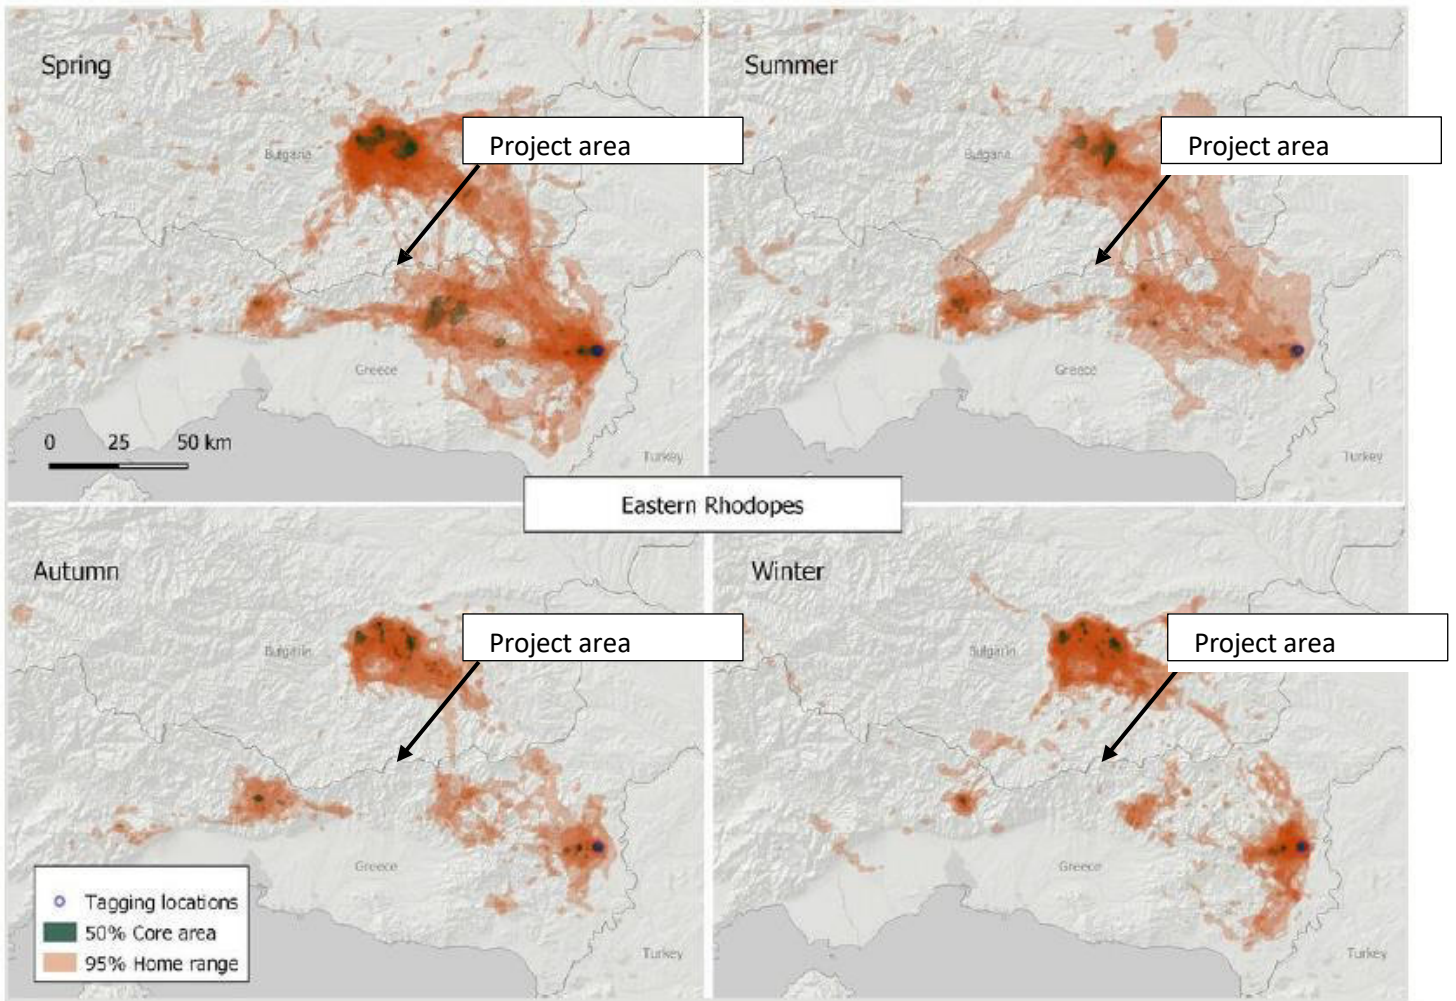 Spring
Bulgaria
Project area
Greece
0 25 50 km
Turkey
Summer
Bulgaria
Project area
Greece
Turkey
Eastern Rhodopes
Autumn
Bulgaria
Project area
Greece
Turkey
Tagging locations
50% Core area
95% Home range
Winter
Bulgaria
Project area
Greece
Turkey